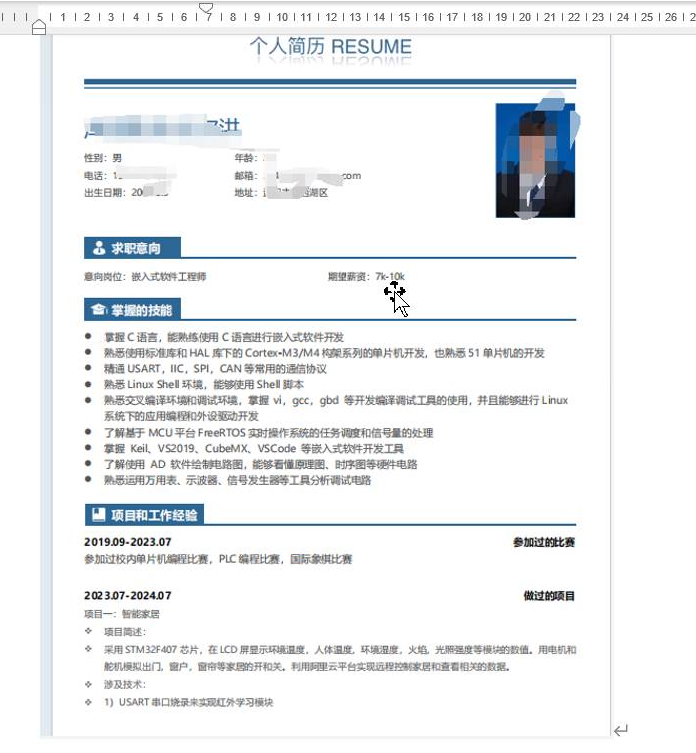 2 3 4 5 6 7 8 9 10 11 12 13 14 15 16 17 18 19 20 21 22 23 24 25 26
个人简历 RESUME
洪
性别：男 年龄：
电话：1 邮箱： .com
出生日期：20 地址： 湖区
求职意向
意向岗位：嵌入式软件工程师 期望薪资：7k-10k
掌握的技能
● 掌握 C 语言，能熟练使用 C 语言进行嵌入式软件开发
● 熟悉使用标准库和 HAL 库下的 Cortex-M3/M4 构架系列的单片机开发，也熟悉 51 单片机的开发
● 精通 USART，IIC，SPI，CAN 等常用的通信协议
● 熟悉 Linux Shell 环境，能够使用 Shell 脚本
● 熟悉交叉编译环境和调试环境，掌握 vi，gcc，gbd 等开发编译调试工具的使用，并且能够进行 Linux
系统下的应用编程和外设驱动开发
● 了解基于 MCU 平台 FreeRTOS 实时操作系统的任务调度和信号量的处理
● 掌握 Keil、VS2019、CubeMX、VSCode 等嵌入式软件开发工具
● 了解使用 AD 软件绘制电路图，能够看懂原理图、时序图等硬件电路
● 熟悉运用万用表、示波器、信号发生器等工具分析调试电路
项目和工作经验
2019.09-2023.07 参加过的比赛
参加过校内单片机编程比赛，PLC 编程比赛，国际象棋比赛
2023.07-2024.07 做过的项目
项目一：智能家居
❖ 项目简述：
❖ 采用 STM32F407 芯片，在 LCD 屏显示环境温度，人体温度，环境湿度，火焰，光照强度等模块的数值。用电机和
舵机模拟出门，窗户，窗帘等家居的开和关。利用阿里云平台实现远程控制家居和查看相关的数据。
❖ 涉及技术：
❖ 1）USART 串口烧录来实现红外学习模块